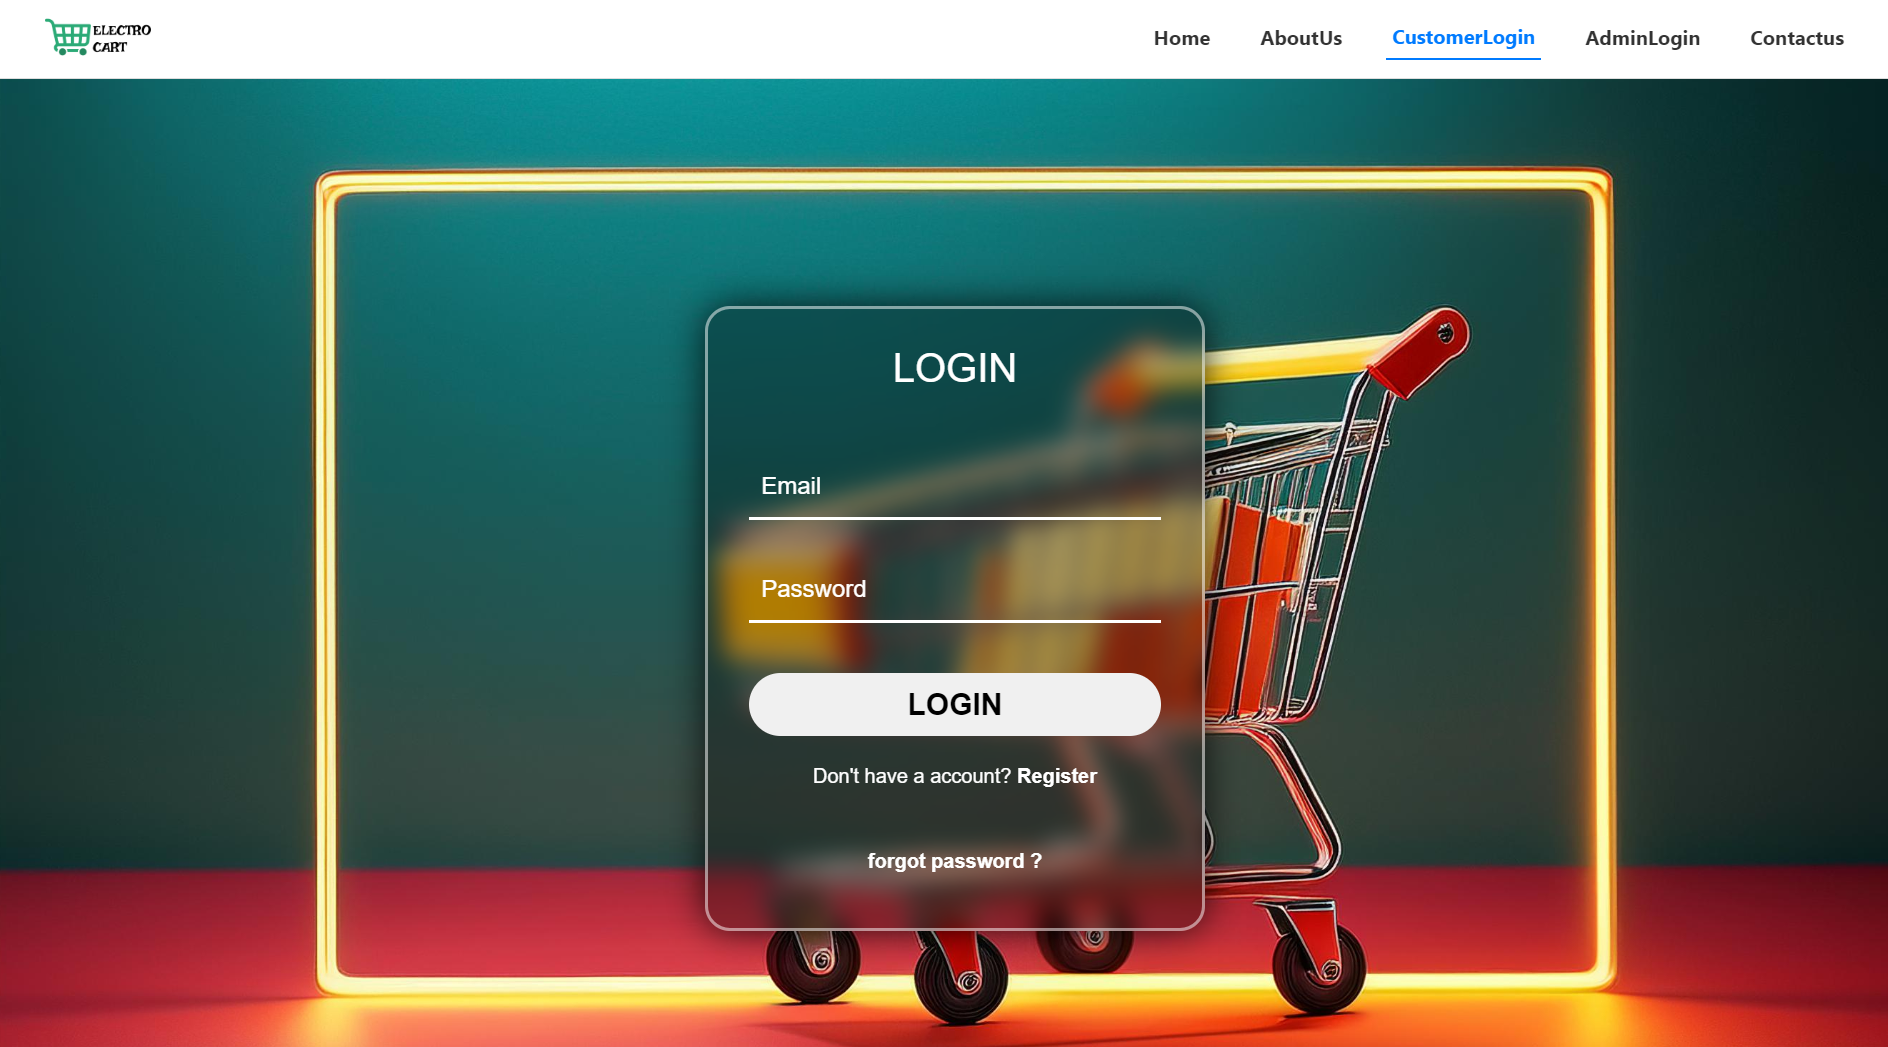 ELECTRO
CART
Home AboutUs CustomerLogin AdminLogin Contactus
LOGIN
Email
Password
LOGIN
Don't have a account? Register
forgot password ?